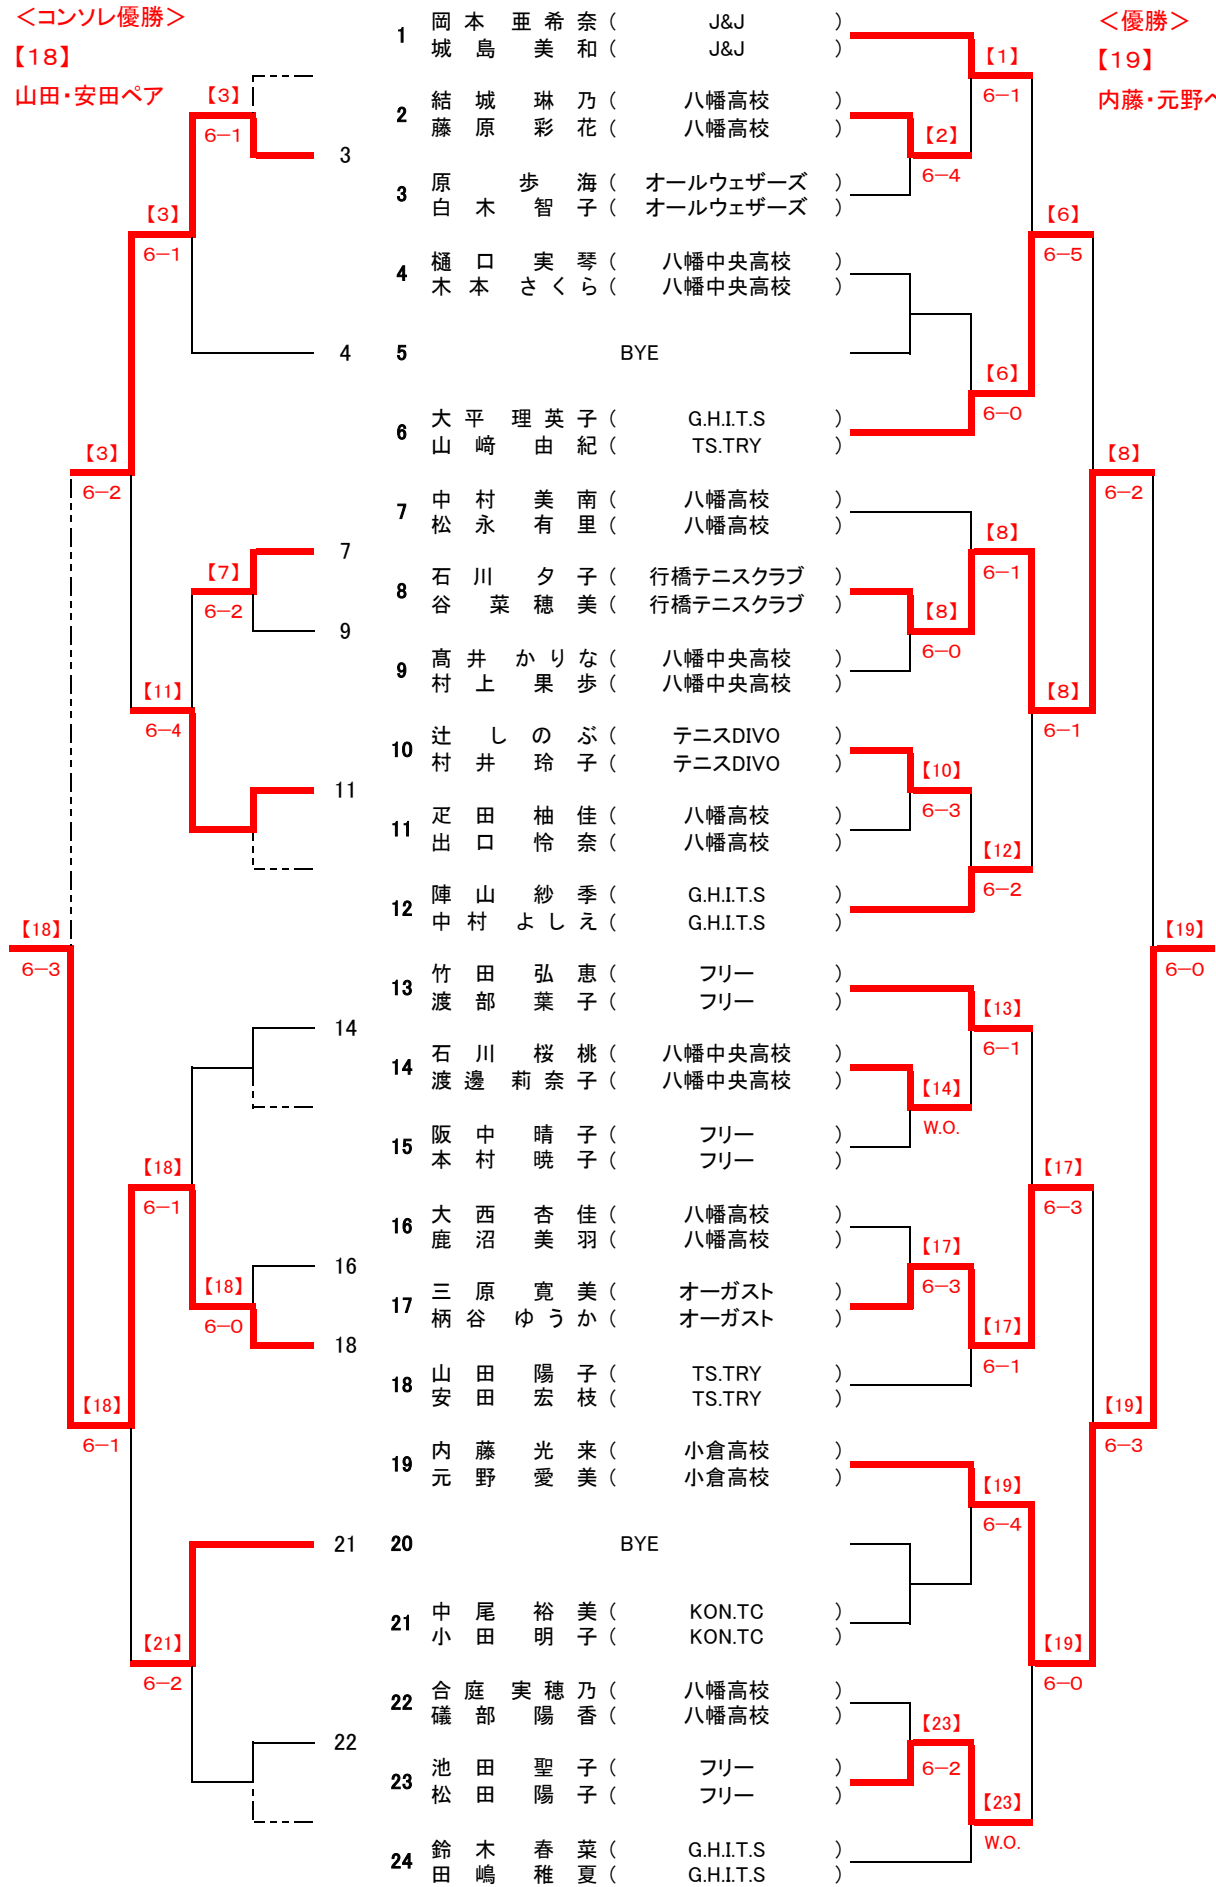 ＜コンソレ優勝＞
【18】
山田・安田ペア
＜優勝＞
【19】
内藤・元野ペ
1 岡本 亜希奈（ J&J ）
城島 美和（ J&J ）
2 結城 琳乃（ 八幡高校 ）
藤原 彩花（ 八幡高校 ）
3 原 歩海（ オールウェザーズ ）
白木 智子（ オールウェザーズ ）
4 樋口 実琴（ 八幡中央高校 ）
木本 さくら（ 八幡中央高校 ）
5 BYE
6 大平 理英子（ G.H.I.T.S ）
山﨑 由紀（ TS.TRY ）
7 中村 美南（ 八幡高校 ）
松永 有里（ 八幡高校 ）
8 石川 夕子（ 行橋テニスクラブ ）
谷 菜穂美（ 行橋テニスクラブ ）
9 髙井 かりな（ 八幡中央高校 ）
村上 果歩（ 八幡中央高校 ）
10 辻 しのぶ（ テニスDIVO ）
村井 玲子（ テニスDIVO ）
11 疋田 柚佳（ 八幡高校 ）
出口 怜奈（ 八幡高校 ）
12 陣山 紗季（ G.H.I.T.S ）
中村 よしえ（ G.H.I.T.S ）
13 竹田 弘恵（ フリー ）
渡部 葉子（ フリー ）
14 石川 桜桃（ 八幡中央高校 ）
渡邊 莉奈子（ 八幡中央高校 ）
15 阪中 晴子（ フリー ）
本村 暁子（ フリー ）
16 大西 杏佳（ 八幡高校 ）
鹿沼 美羽（ 八幡高校 ）
17 三原 寛美（ オーガスト ）
柄谷 ゆうか（ オーガスト ）
18 山田 陽子（ TS.TRY ）
安田 宏枝（ TS.TRY ）
19 内藤 光来（ 小倉高校 ）
元野 愛美（ 小倉高校 ）
20 BYE
21 中尾 裕美（ KON.TC ）
小田 明子（ KON.TC ）
22 合庭 実穂乃（ 八幡高校 ）
礒部 陽香（ 八幡高校 ）
23 池田 聖子（ フリー ）
松田 陽子（ フリー ）
24 鈴木 春菜（ G.H.I.T.S ）
田嶋 稚夏（ G.H.I.T.S ）
3
4
7
9
11
14
16
18
21
22
【3】
6－1
【7】
6－2
【18】
6－0
【3】
6－1
【11】
6－4
【18】
6－1
【21】
6－2
【3】
6－2
【18】
6－1
【18】
6－3
【2】
6－4
【8】
6－0
【10】
6－3
【14】
W.O.
【17】
6－3
【23】
6－2
【1】
6－1
【6】
6－0
【8】
6－1
【12】
6－2
【13】
6－1
【17】
6－1
【19】
6－4
【23】
W.O.
【6】
6－5
【8】
6－1
【17】
6－3
【19】
6－0
【8】
6－2
【19】
6－3
【19】
6－0